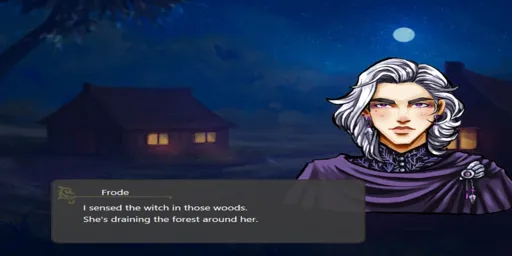 Frode
I sensed the witch in those woods.
She's draining the forest around her.